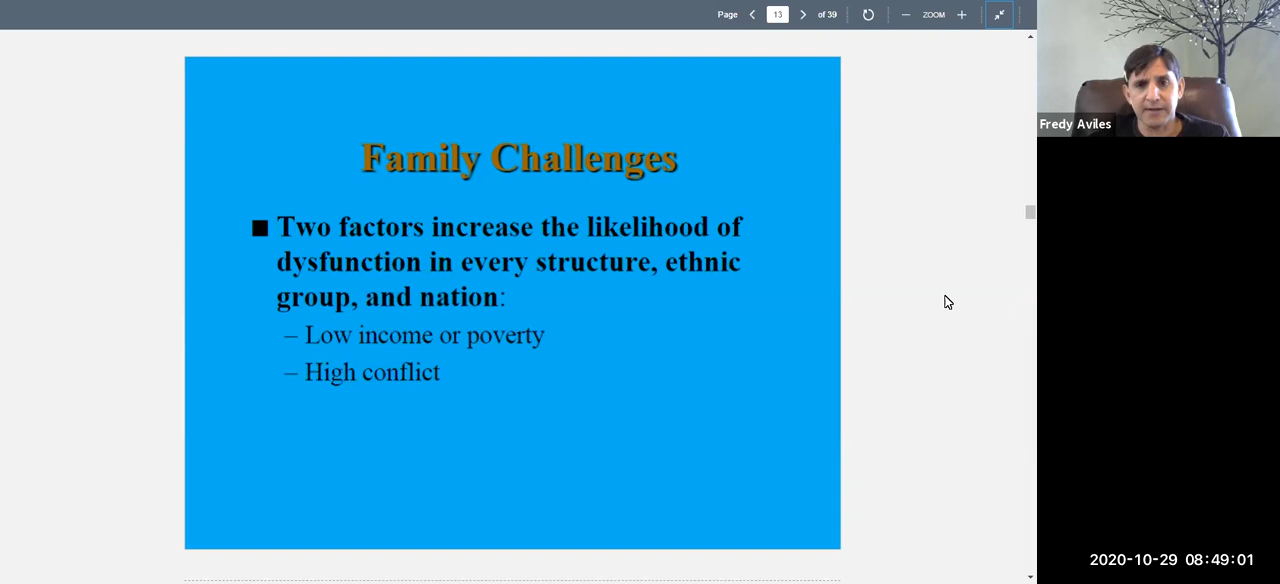 Page 13 of 39 ZOOM
Fredy Aviles
Family Challenges
Two factors increase the likelihood of
dysfunction in every structure, ethnic
group, and nation:
– Low income or poverty
– High conflict
2020-10-29 08:49:01